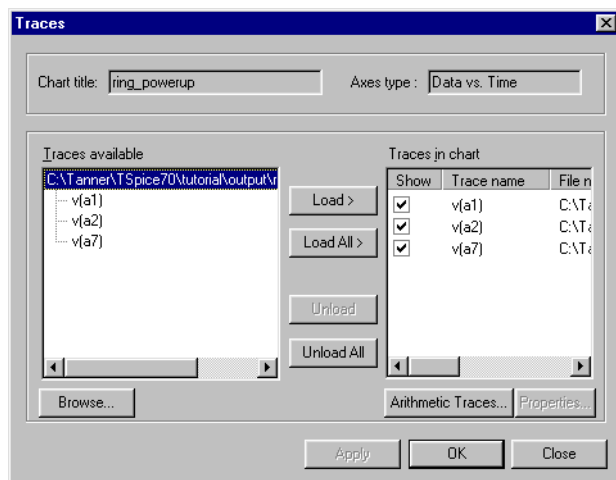 Traces
Chart title: ring_powerup Axes type : Data vs. Time
Traces available
C:\Tanner\TSpice70\tutorial\output\r
v(a1)
v(a2)
v(a7)
Load >
Load All >
Unload
Unload All
Traces in chart
Show Trace name File n
v(a1) C:\Ta
v(a2) C:\Ta
v(a7) C:\Ta
Browse...
Arithmetic Traces... Properties...
Apply OK Close